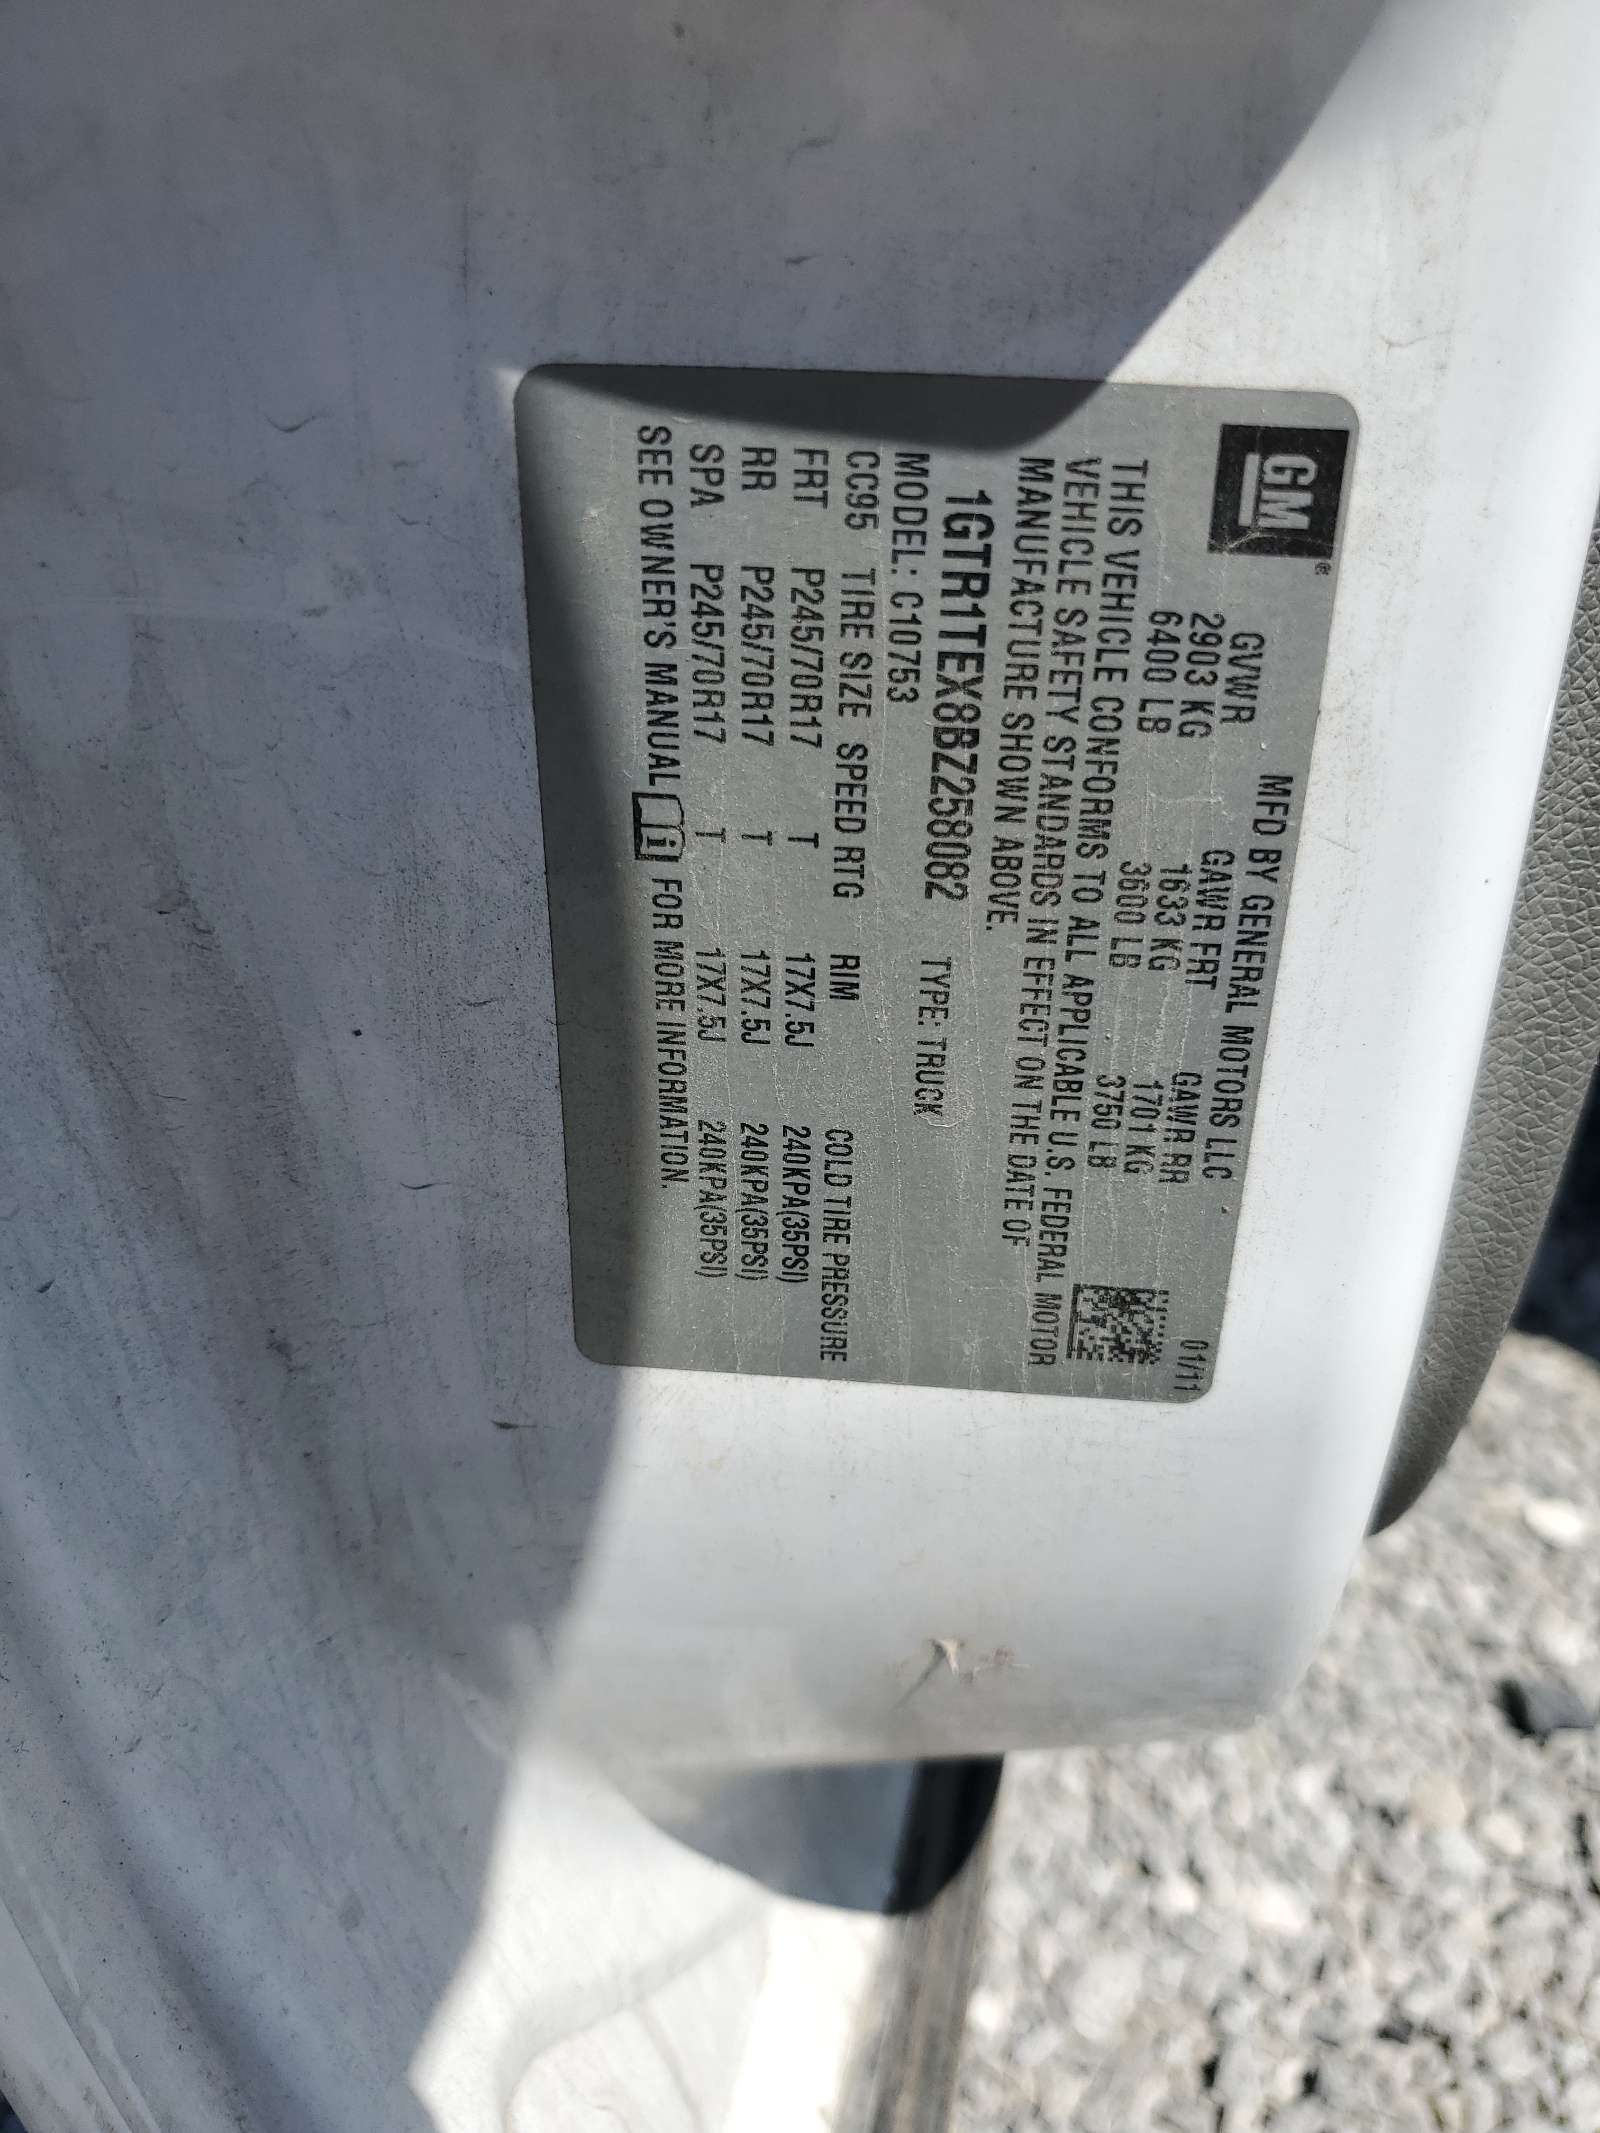 GM®
MFD BY GENERAL MOTORS LLC 01/11
GVWR GAWR FRT GAWR RR
2903 KG 1633 KG 1701 KG
6400 LB 3600 LB 3750 LB
THIS VEHICLE CONFORMS TO ALL APPLICABLE U.S. FEDERAL MOTOR
VEHICLE SAFETY STANDARDS IN EFFECT ON THE DATE OF
MANUFACTURE SHOWN ABOVE.
1GTR1TEX8BZ258082 TYPE: TRUCK
MODEL: C10753
CC95 TIRE SIZE SPEED RTG RIM COLD TIRE PRESSURE
FRT P245/70R17 T 17X7.5J 240KPA(35PSI)
RR P245/70R17 T 17X7.5J 240KPA(35PSI)
SPA P245/70R17 T 17X7.5J 240KPA(35PSI)
SEE OWNER'S MANUAL i FOR MORE INFORMATION.